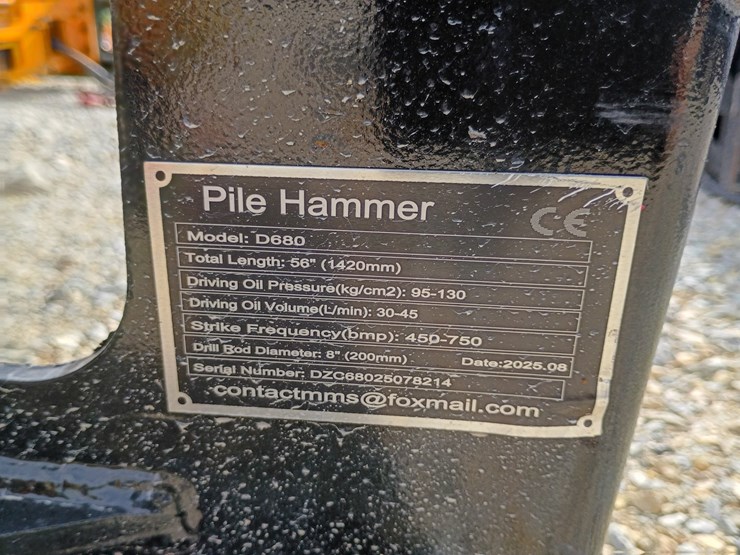 Pile Hammer CE
Model: D680
Total Length: 56" (1420mm)
Driving Oil Pressure(kg/cm2): 95-130
Driving Oil Volume(L/min): 30-45
Strike Frequency(bmp): 450-750
Drill Rod Diameter: 8" (200mm) Date:2025.08
Serial Number: DZC68025078214
contactmms@foxmail.com